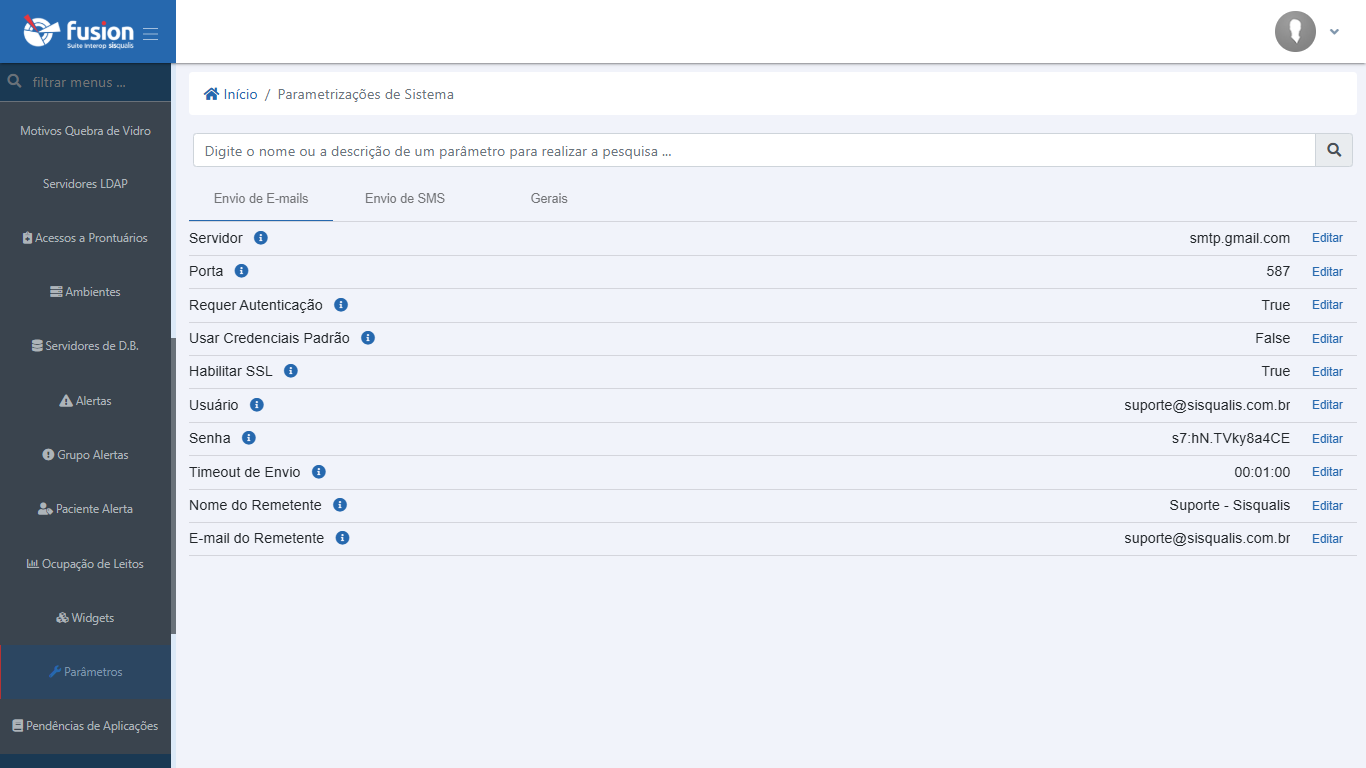 fusion
Suite Interop sisqualis
filtrar menus ...
Motivos Quebra de Vidro
Servidores LDAP
Acessos a Prontuários
Ambientes
Servidores de D.B.
Alertas
Grupo Alertas
Paciente Alerta
Ocupação de Leitos
Widgets
Parâmetros
Pendências de Aplicações
Início / Parametrizações de Sistema
Digite o nome ou a descrição de um parâmetro para realizar a pesquisa ...
Envio de E-mails Envio de SMS Gerais
Servidor smtp.gmail.com Editar
Porta 587 Editar
Requer Autenticação True Editar
Usar Credenciais Padrão False Editar
Habilitar SSL True Editar
Usuário suporte@sisqualis.com.br Editar
Senha s7:hN.TVky8a4CE Editar
Timeout de Envio 00:01:00 Editar
Nome do Remetente Suporte - Sisqualis Editar
E-mail do Remetente suporte@sisqualis.com.br Editar